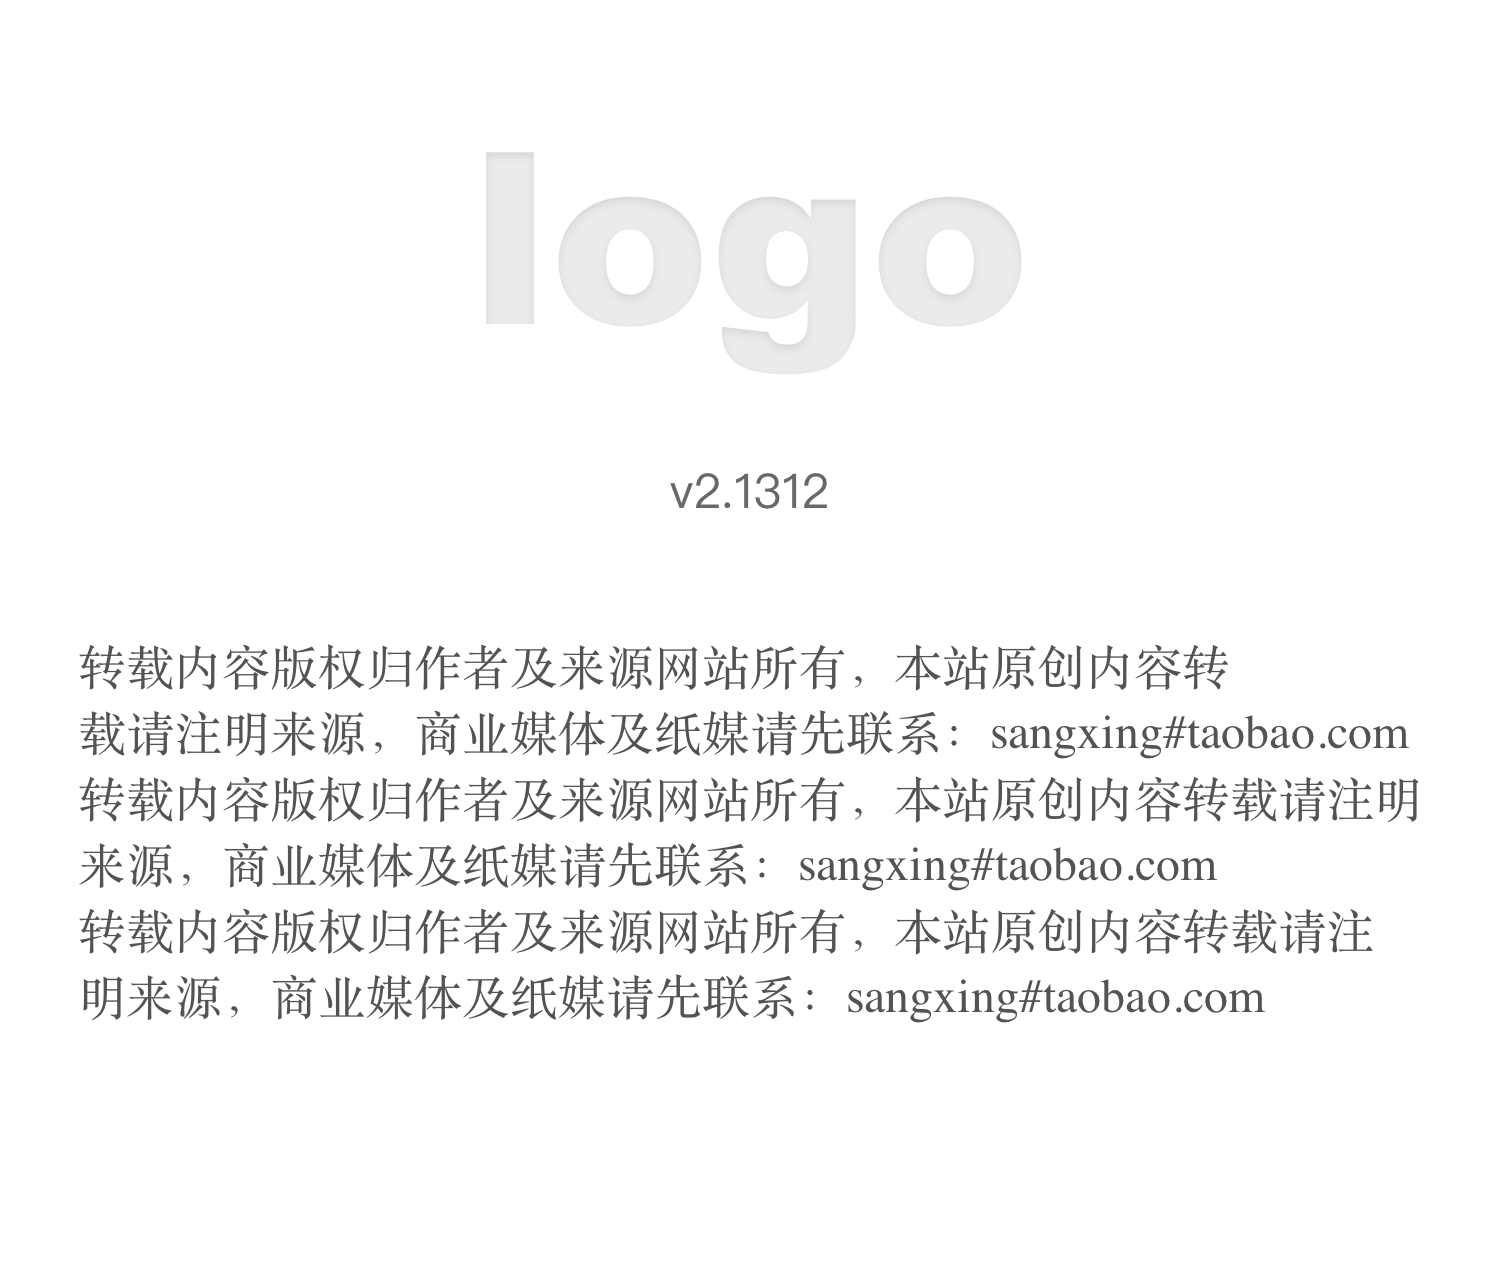 logo
v2.1312
转载内容版权归作者及来源网站所有，本站原创内容转
载请注明来源，商业媒体及纸媒请先联系：sangxing#taobao.com
转载内容版权归作者及来源网站所有，本站原创内容转载请注明
来源，商业媒体及纸媒请先联系：sangxing#taobao.com
转载内容版权归作者及来源网站所有，本站原创内容转载请注
明来源，商业媒体及纸媒请先联系：sangxing#taobao.com